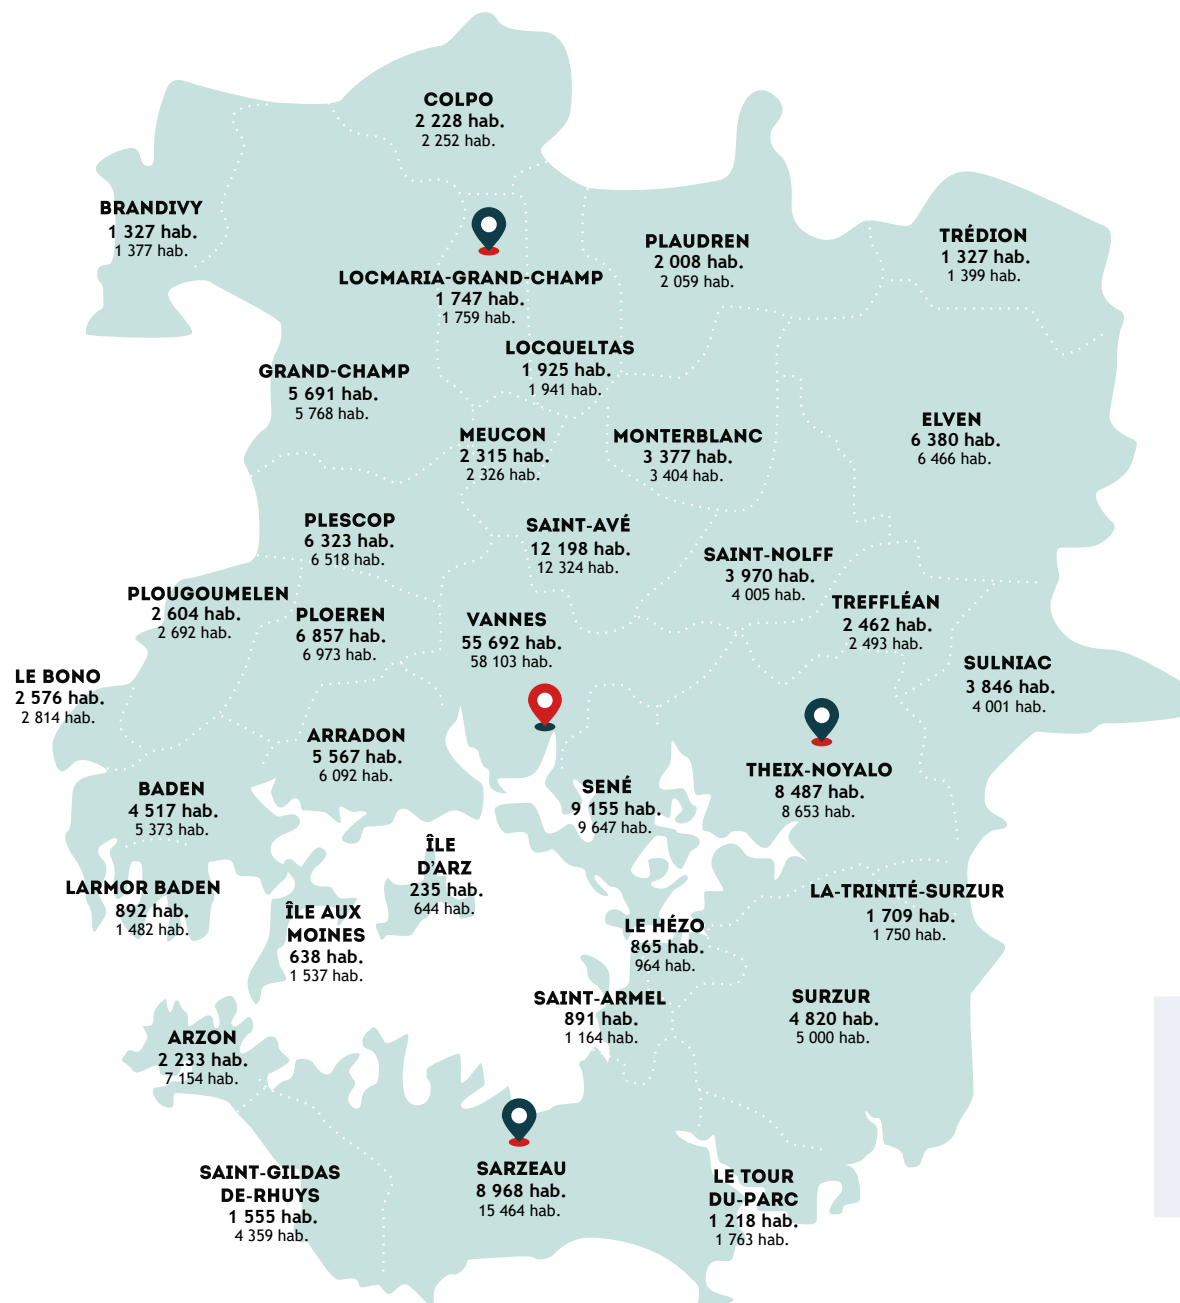 COLPO
2 228 hab.
2 252 hab.
BRANDIVY
1 327 hab.
1 377 hab.
LOCMARIA-GRAND-CHAMP
1 747 hab.
1 759 hab.
PLAUDREN
2 008 hab.
2 059 hab.
TRÉDION
1 327 hab.
1 399 hab.
GRAND-CHAMP
5 691 hab.
5 768 hab.
LOCQUELTAS
1 925 hab.
1 941 hab.
MEUCON
2 315 hab.
2 326 hab.
MONTERBLANC
3 377 hab.
3 404 hab.
ELVEN
6 380 hab.
6 466 hab.
PLESCOP
6 323 hab.
6 518 hab.
SAINT-AVÉ
12 198 hab.
12 324 hab.
SAINT-NOLFF
3 970 hab.
4 005 hab.
PLOUGOUMELEN
2 604 hab.
2 692 hab.
PLOEREN
6 857 hab.
6 973 hab.
VANNES
55 692 hab.
58 103 hab.
TREFFLÉAN
2 462 hab.
2 493 hab.
SULNIAC
3 846 hab.
4 001 hab.
LE BONO
2 576 hab.
2 814 hab.
ARRADON
5 567 hab.
6 092 hab.
BADEN
4 517 hab.
5 373 hab.
SENÉ
9 155 hab.
9 647 hab.
THEIX-NOYALO
8 487 hab.
8 653 hab.
ÎLE
D'ARZ
235 hab.
644 hab.
LARMOR BADEN
892 hab.
1 482 hab.
ÎLE AUX
MOINES
638 hab.
1 537 hab.
LE HÉZO
865 hab.
964 hab.
LA-TRINITÉ-SURZUR
1 709 hab.
1 750 hab.
SAINT-ARMEL
891 hab.
1 164 hab.
SURZUR
4 820 hab.
5 000 hab.
ARZON
2 233 hab.
7 154 hab.
SAINT-GILDAS
DE-RHUYS
1 555 hab.
4 359 hab.
SARZEAU
8 968 hab.
15 464 hab.
LE TOUR
DU-PARC
1 218 hab.
1 763 hab.